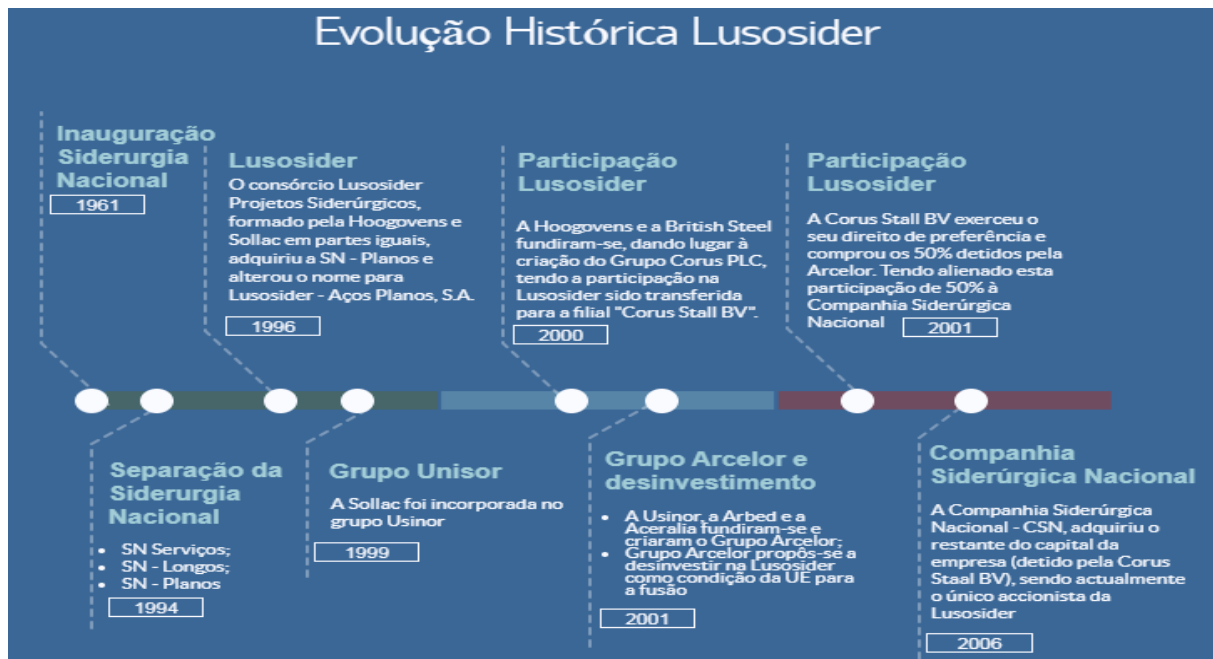 Evolução Histórica Lusosider
Inauguração
Siderurgia
Nacional
1961
Separação da
Siderurgia
Nacional
• SN Serviços;
• SN - Longos;
• SN - Planos
1994
Lusosider
O consórcio Lusosider
Projetos Siderúrgicos,
formado pela Hoogovens e
Sollac em partes iguais,
adquiriu a SN - Planos e
alterou o nome para
Lusosider - Aços Planos, S.A.
1996
Grupo Unisor
A Sollac foi incorporada no
grupo Usinor
1999
Participação
Lusosider
A Hoogovens e a British Steel
fundiram-se, dando lugar à
criação do Grupo Corus PLC,
tendo a participação na
Lusosider sido transferida
para a filial "Corus Stall BV".
2000
Grupo Arcelor e
desinvestimento
• A Usinor, a Arbed e a
Aceralia fundiram-se e
criaram o Grupo Arcelor;
• Grupo Arcelor propôs-se a
desinvestir na Lusosider
como condição da UE para
a fusão
2001
Participação
Lusosider
A Corus Stall BV exerceu o
seu direito de preferência e
comprou os 50% detidos pela
Arcelor. Tendo alienado esta
participação de 50% à
Companhia Siderúrgica
Nacional
2001
Companhia
Siderúrgica Nacional
A Companhia Siderúrgica
Nacional - CSN, adquiriu o
restante do capital da
empresa (detido pela Corus
Staal BV), sendo actualmente
o único accionista da
Lusosider
2006